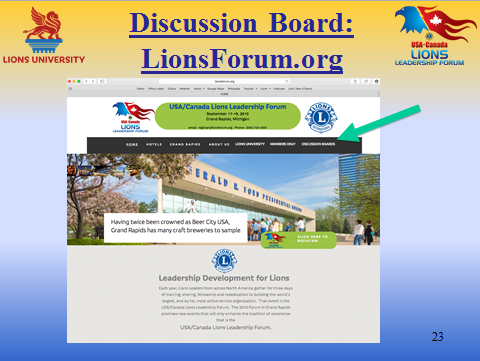 Discussion Board:
LionsForum.org
LIONS UNIVERSITY
USA-Canada
LIONS
LEADERSHIP FORUM
USA/Canada Lions Leadership Forum
September 17-19, 2015
Grand Rapids, Michigan
LIONS
HOME HOTELS GRAND RAPIDS ABOUT US LIONS UNIVERSITY MEMBERS ONLY DISCUSSION BOARDS
GERALD R. FORD PRESIDENTIAL MUSEUM
Having twice been crowned as Beer City USA,
Grand Rapids has many craft breweries to sample
CLICK HERE TO
REGISTER!
Leadership Development for Lions
Each year, Lions Leaders from across North America gather for three days
of training, sharing, fellowship and rededication to building the world's
largest, and by far, most active service organization. That event is the
USA/Canada Lions Leadership Forum. The 2015 Forum in Grand Rapids
promises new events that will only enhance the tradition of excellence
that is the
USA/Canada Lions Leadership Forum.
23